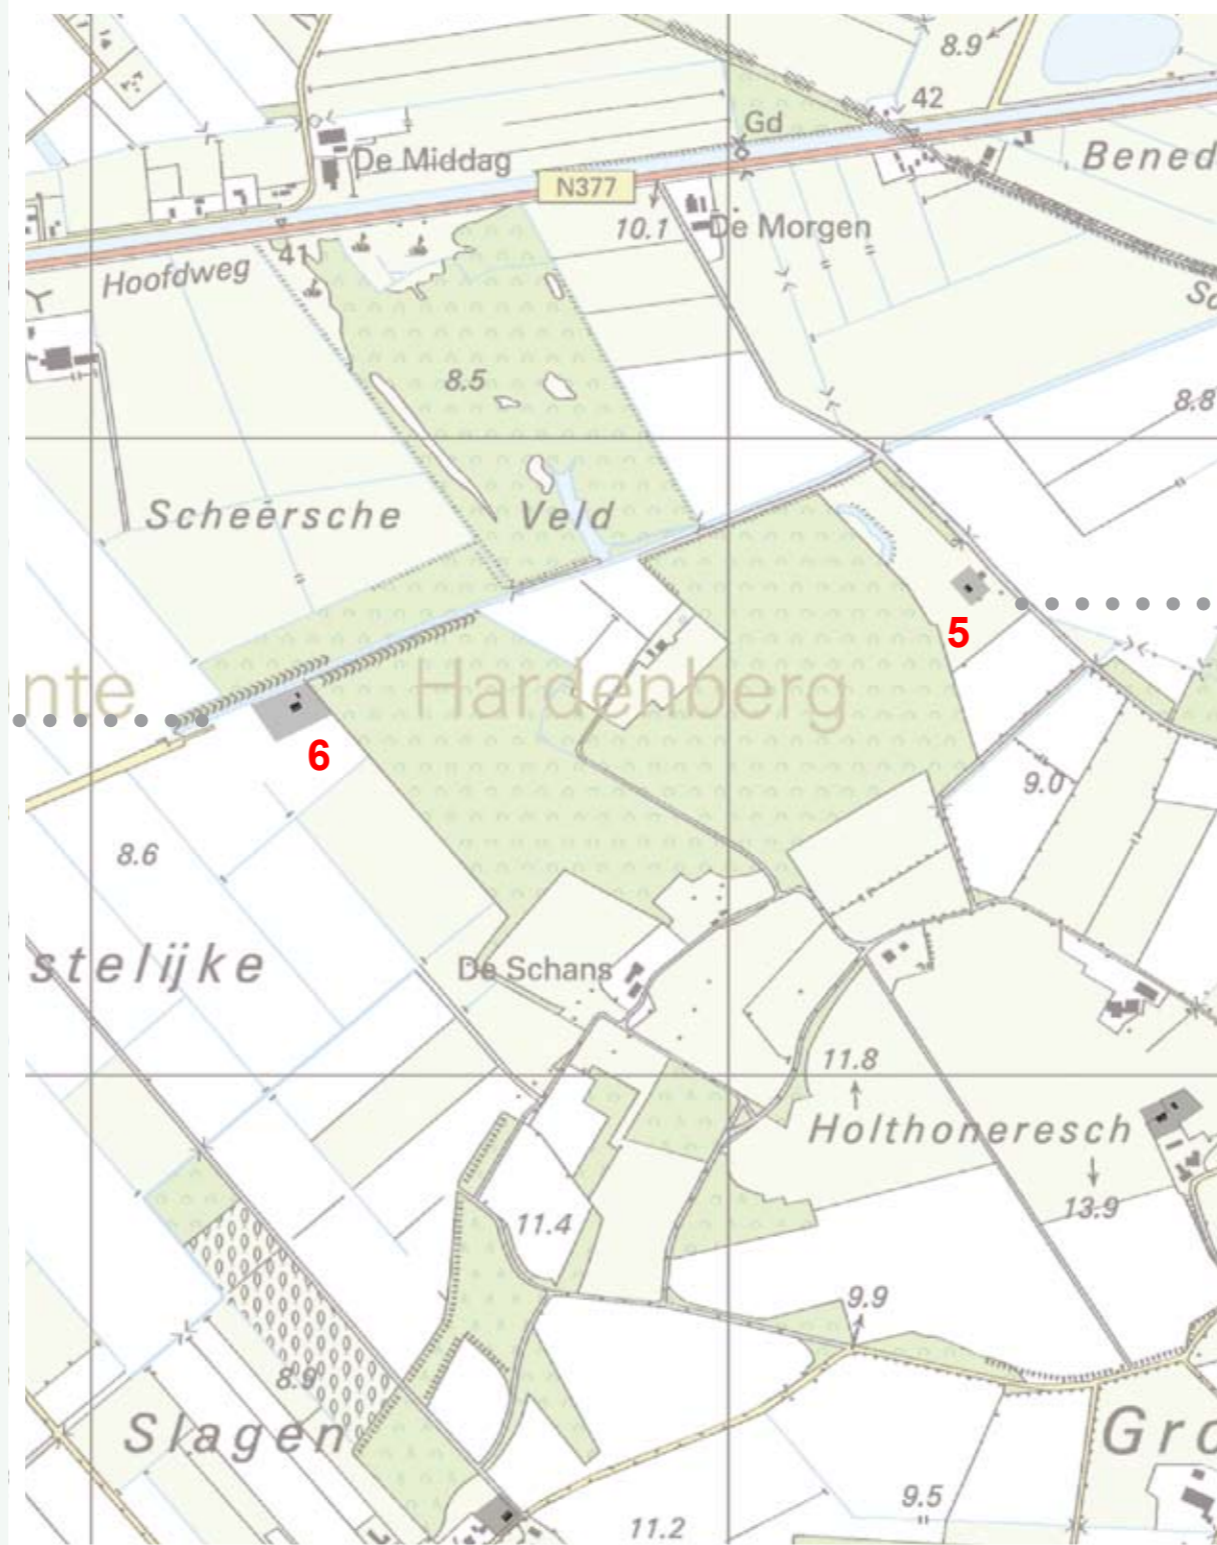 8.9
42
Gd
De Middag
Bened
N377
10.1
De Morgen
41
Hoofdweg
Sc
8.5
8.8
Scheersche Veld
5
nte Hardenberg
6
9.0
8.6
stelijke
De Schans
11.8
Holthoneresch
13.9
11.4
9.9
8.9
Slagen
Gro
9.5
11.2